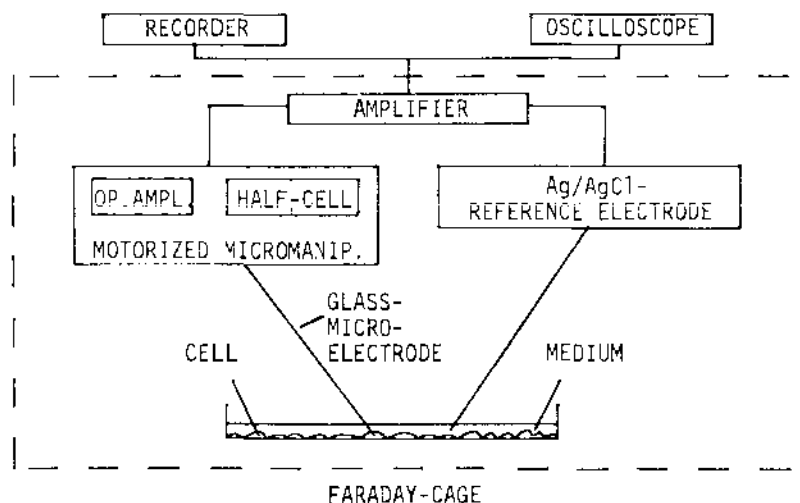 RECORDER
OSCILLOSCOPE
AMPLIFIER
OP.AMPL
HALF-CELL
MOTORIZED MICROMANIP.
Ag/AgCl-
REFERENCE ELECTRODE
GLASS-
MICRO-
ELECTRODE
CELL
MEDIUM
FARADAY-CAGE